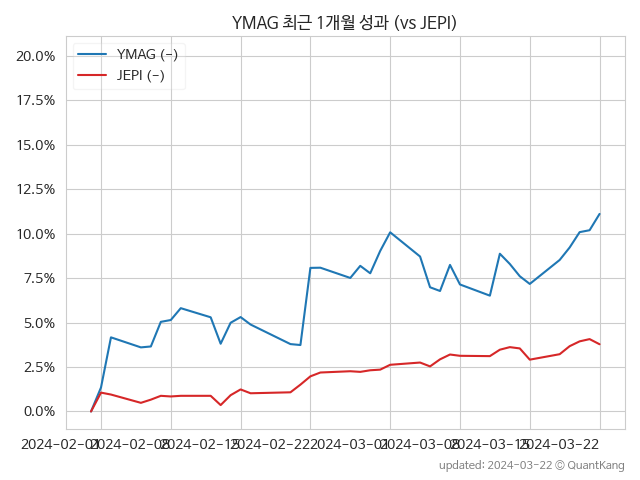 YMAG 최근 1개월 성과 (vs JEPI)
YMAG (-)
JEPI (-)
20.0%
17.5%
15.0%
12.5%
10.0%
7.5%
5.0%
2.5%
0.0%
2024-02-01 2024-02-08 2024-02-15 2024-02-22 2024-03-01 2024-03-08 2024-03-15 2024-03-22
updated: 2024-03-22 © QuantKang